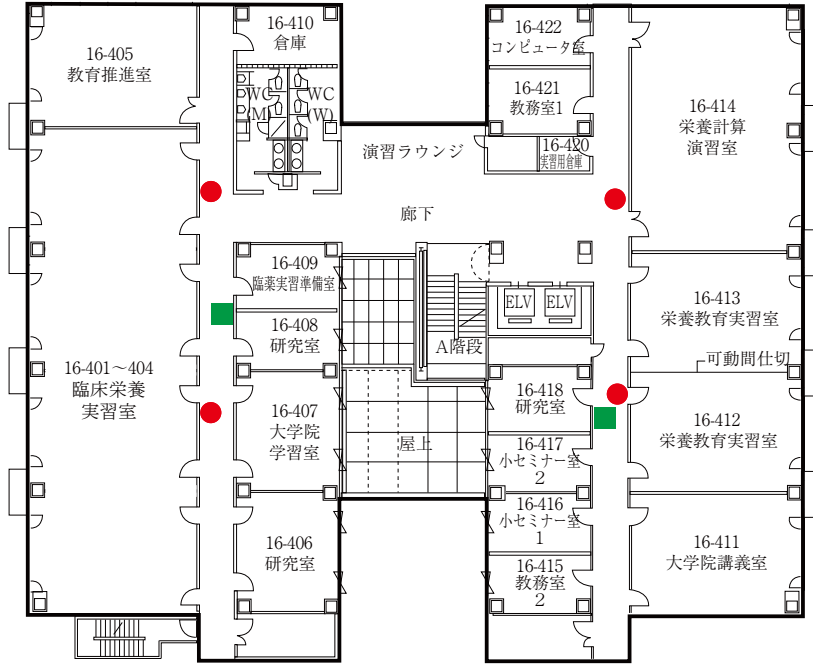 16-405
教育推進室
16-410
倉庫
WC
(M)
WC
(W)
16-422
コンピュータ室
16-421
教務室1
16-420
実習用倉庫
16-414
栄養計算
演習室
演習ラウンジ
廊下
16-409
臨薬実習準備室
16-408
研究室
16-401～404
臨床栄養
実習室
16-407
大学院
学習室
16-406
研究室
A階段
屋上
ELV
ELV
16-413
栄養教育実習室
可動間仕切
16-418
研究室
16-417
小セミナー室
2
16-416
小セミナー室
1
16-415
教務室
2
16-412
栄養教育実習室
16-411
大学院講義室